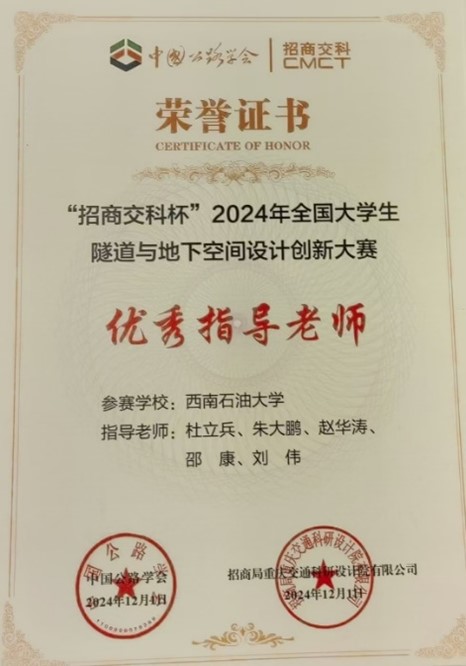 中国公路学会 招商交科 CMCT
荣誉证书
CERTIFICATE OF HONOR
“招商交科杯”2024年全国大学生
隧道与地下空间设计创新大赛
优秀指导老师
参赛学校：西南石油大学
指导老师：杜立兵、朱大鹏、赵华涛、
邵 康、刘 伟
中国公路学会
2024年12月1日
招商局重庆交通科研设计院有限公司
2024年12月1日